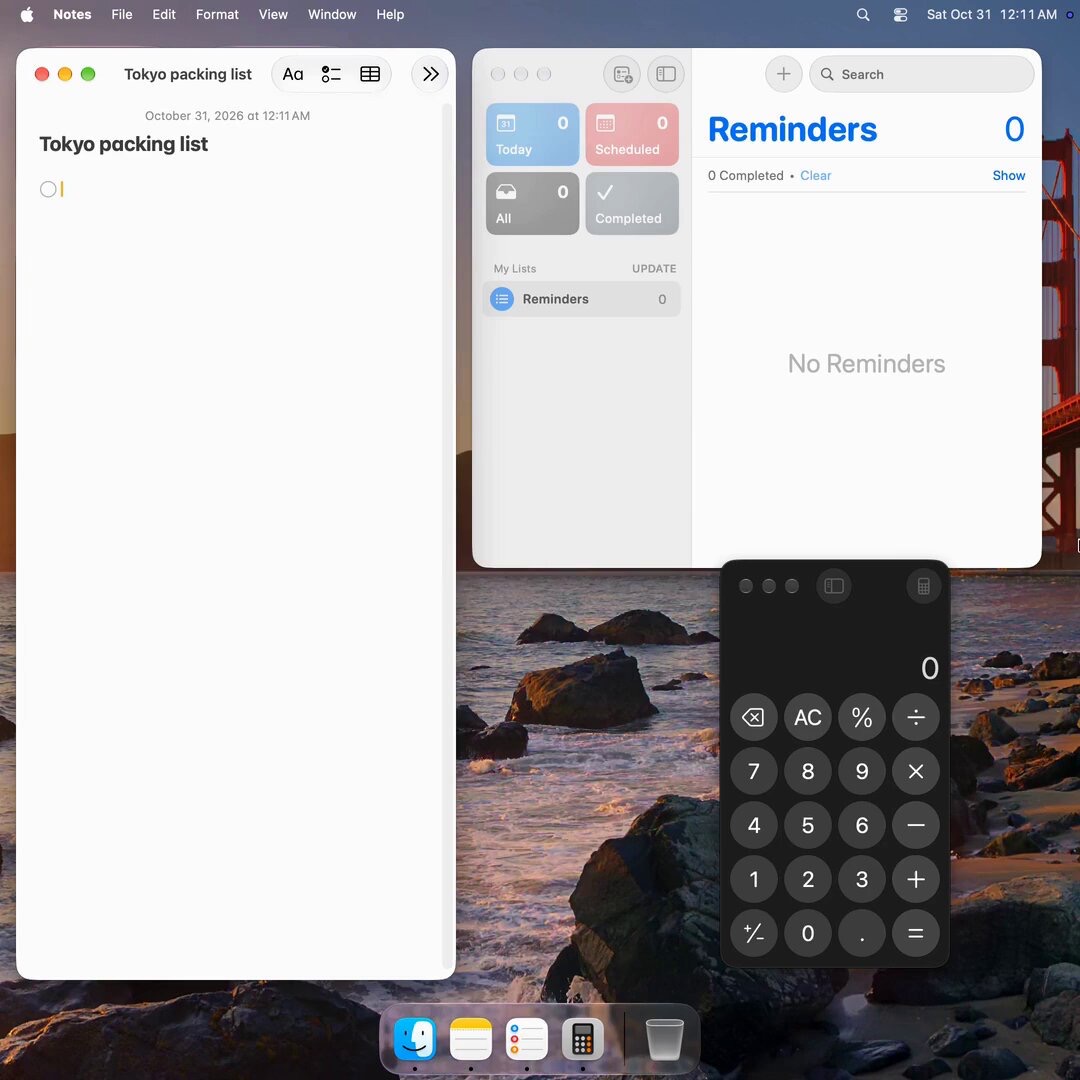 Notes File Edit Format View Window Help Sat Oct 31 12:11 AM
Tokyo packing list Aa
October 31, 2026 at 12:11 AM
Tokyo packing list
31 0 Today
0 Scheduled
0 All
Completed
My Lists UPDATE
Reminders 0
Search
Reminders 0
0 Completed • Clear Show
No Reminders
0
AC % ÷
7 8 9 ×
4 5 6 −
1 2 3 +
+/− 0 . =